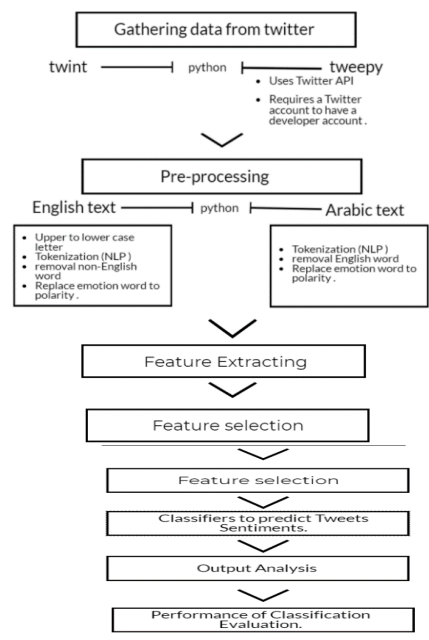 Gathering data from twitter
twint python tweepy
• Uses Twitter API
• Requires a Twitter
account to have a
developer account .
Pre-processing
English text python Arabic text
• Upper to lower case
letter
• Tokenization (NLP )
• removal non-English
word
• Replace emotion word to
polarity .
• Tokenization (NLP )
• removal English word
• Replace emotion word to
polarity .
Feature Extracting
Feature selection
Feature selection
Classifiers to predict Tweets
Sentiments.
Output Analysis
Performance of Classification
Evaluation.